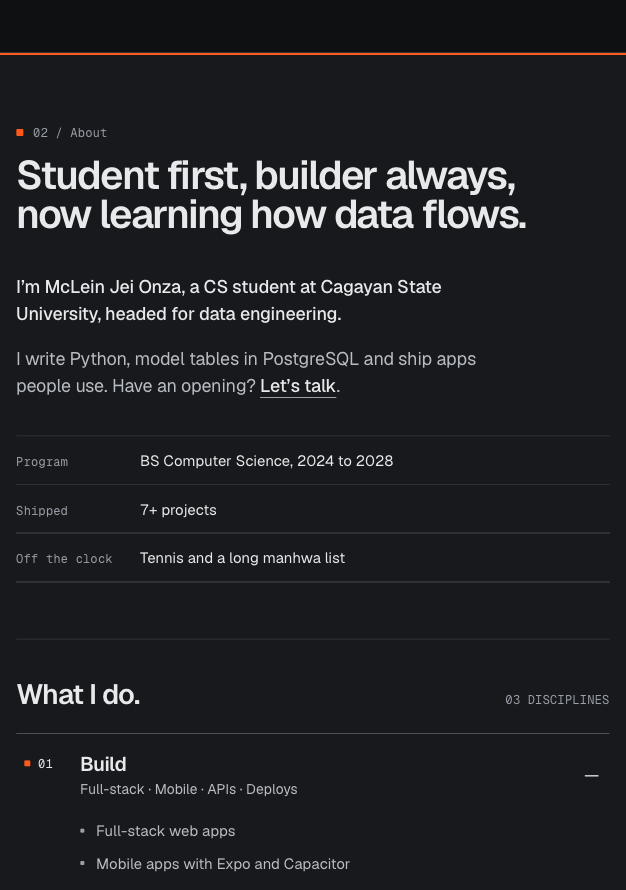 02 / About
Student first, builder always,
now learning how data flows.
I’m McLein Jei Onza, a CS student at Cagayan State
University, headed for data engineering.
I write Python, model tables in PostgreSQL and ship apps
people use. Have an opening? Let’s talk.
Program BS Computer Science, 2024 to 2028
Shipped 7+ projects
Off the clock Tennis and a long manhwa list
What I do. 03 DISCIPLINES
01 Build
Full-stack · Mobile · APIs · Deploys
Full-stack web apps
Mobile apps with Expo and Capacitor